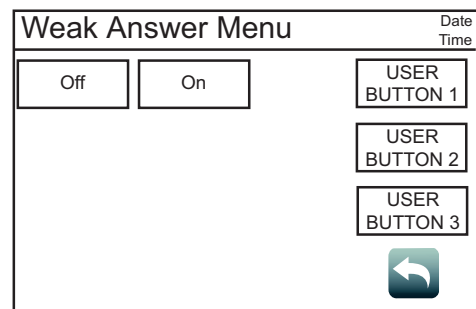 Weak Answer Menu
Date
Time
Off
On
USER
BUTTON 1
USER
BUTTON 2
USER
BUTTON 3